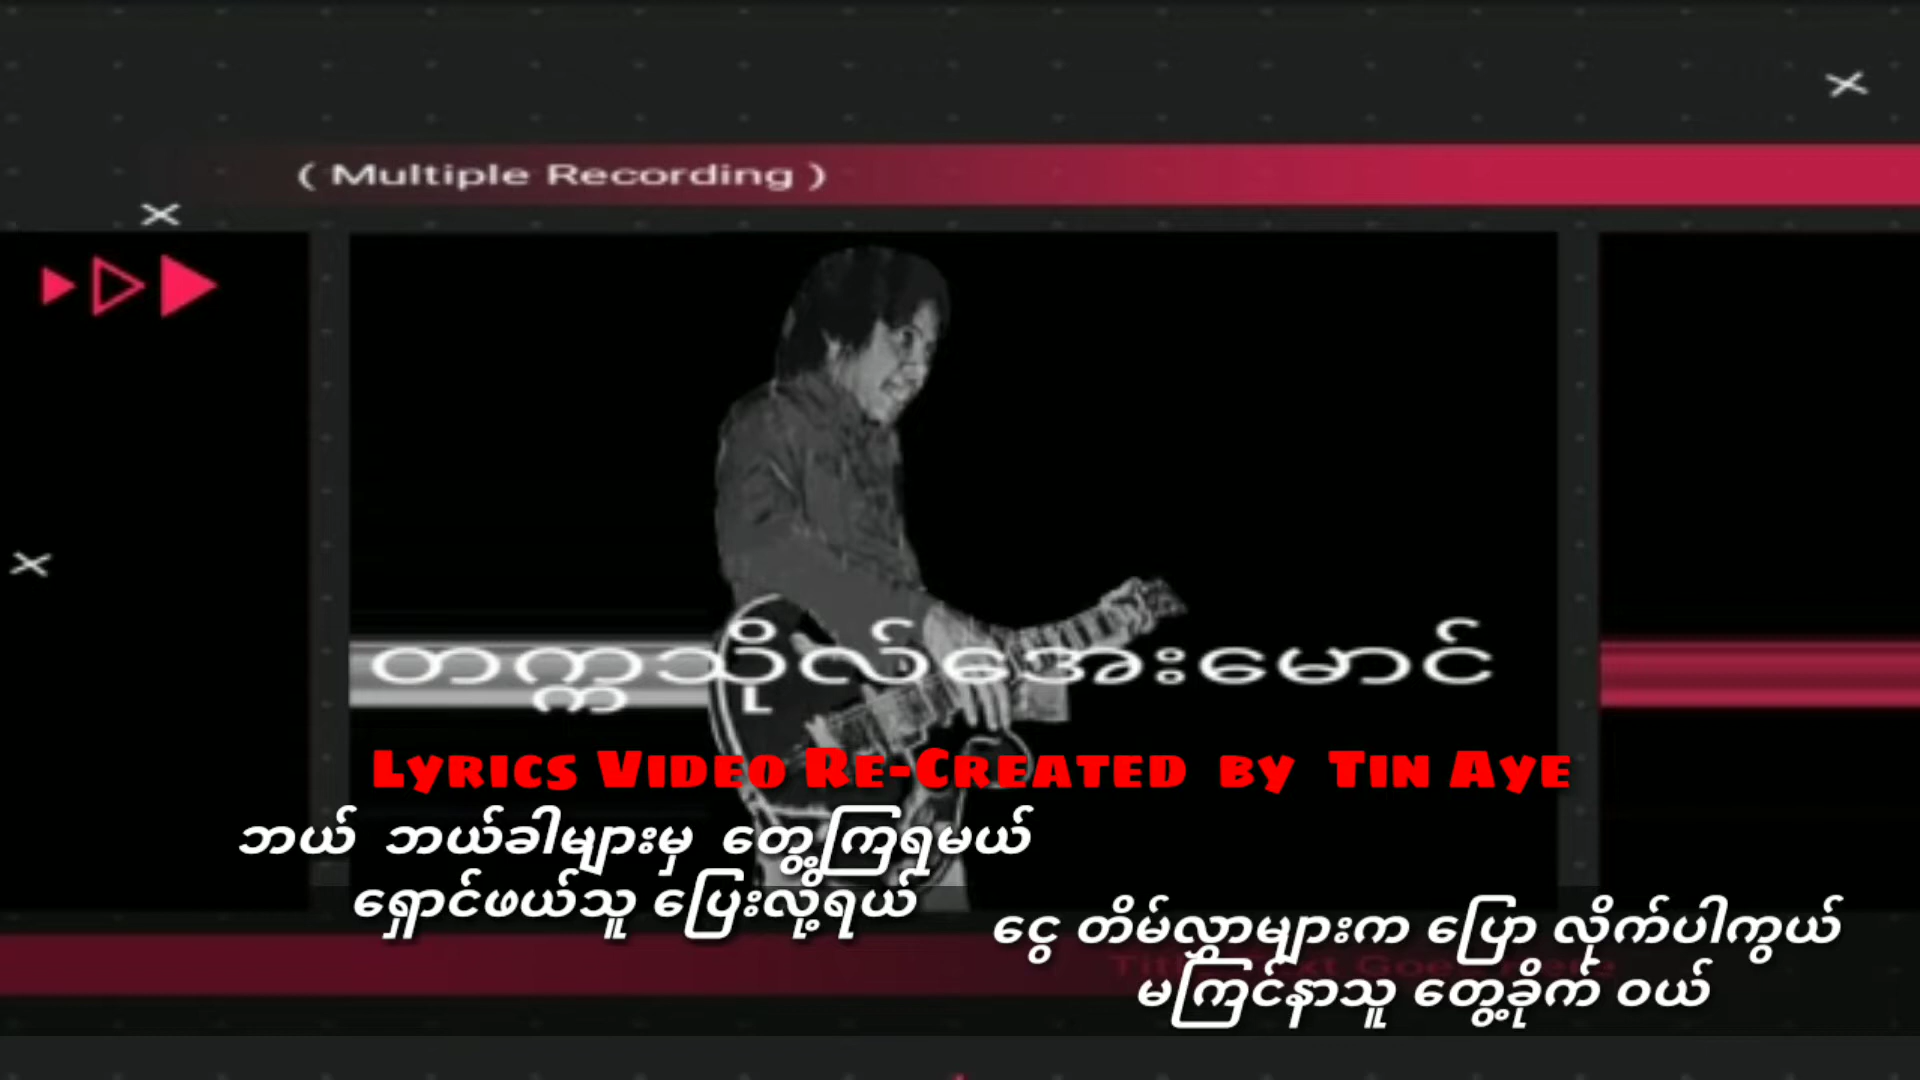 ( Multiple Recording )
တက္ကသိုလ်အေးမောင်
Lyrics Video Re-Created by Tin Aye
ဘယ် ဘယ်ခါများမှ တွေ့ကြရမယ်
ရှောင်ဖယ်သူ ပြေးလို့ရယ်
ငွေ တိမ်လွှာများက ပြော လိုက်ပါကွယ်
မကြင်နာသူ တွေ့ခိုက် ဝယ်